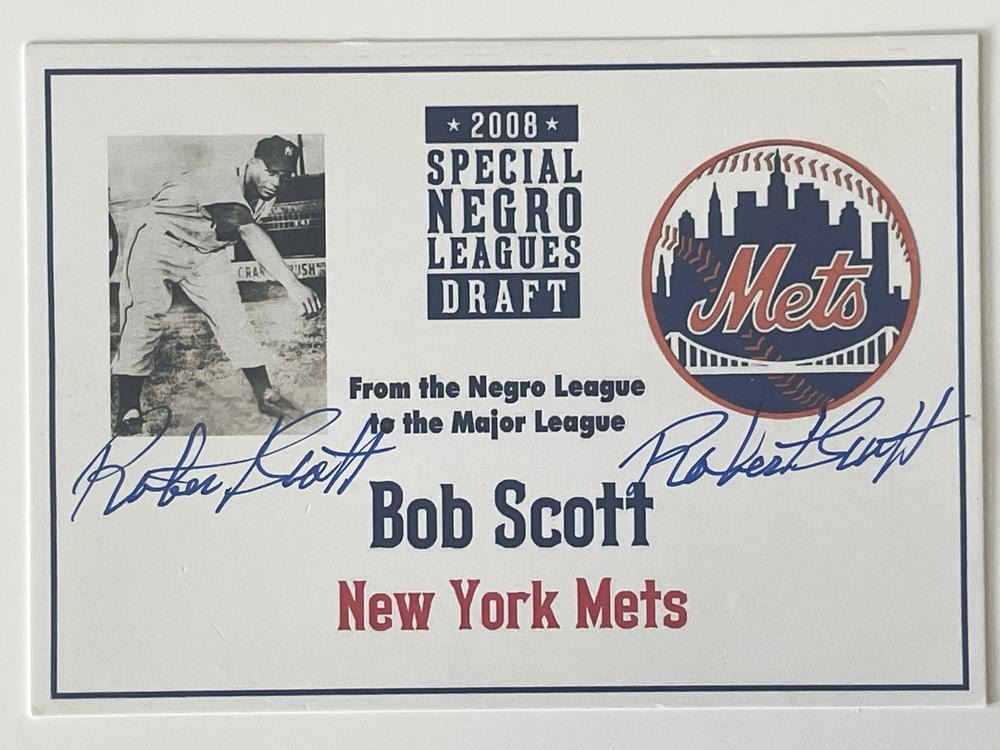 ★ 2008 ★
SPECIAL
NEGRO
LEAGUES
DRAFT
Mets
From the Negro League
to the Major League
Robert Scott
Robert Scott
Bob Scott
New York Mets